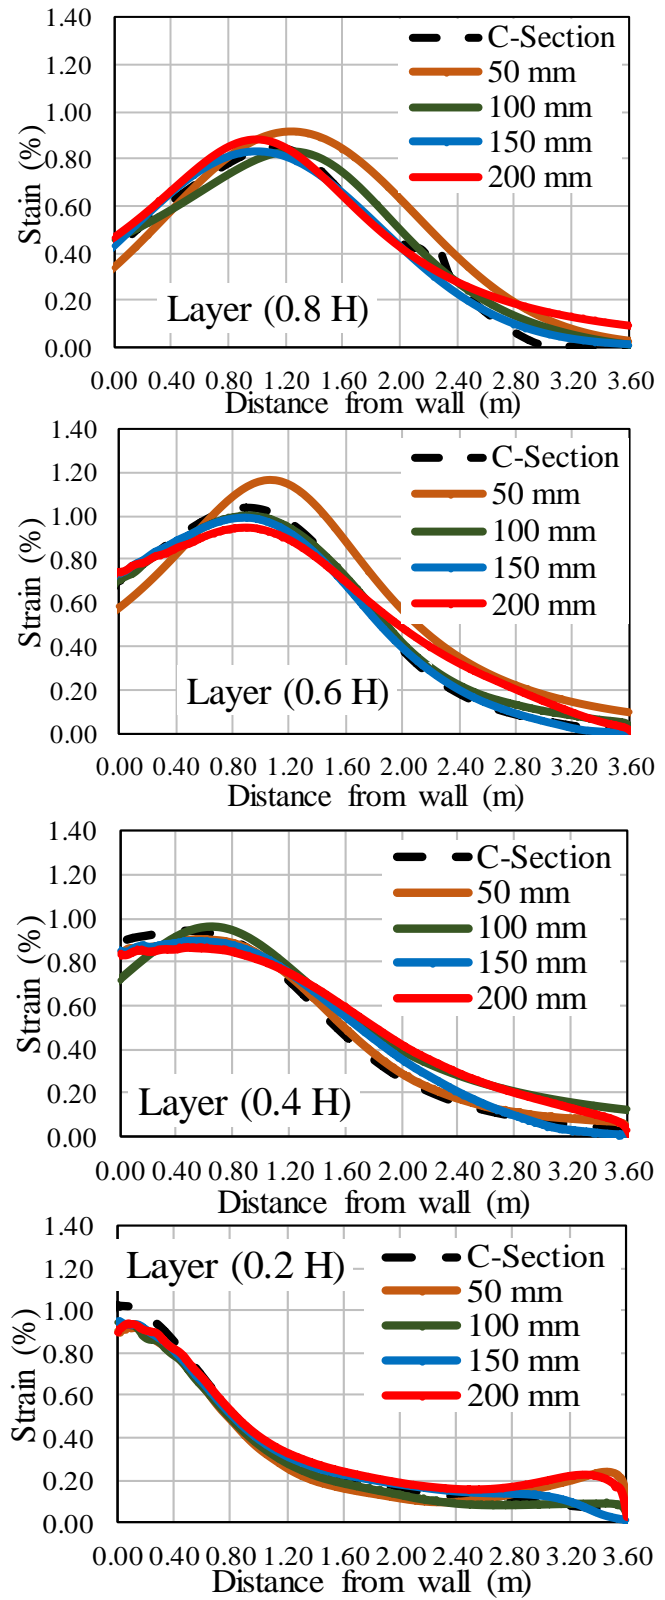 1.40
1.20
1.00
0.80
0.60
0.40
0.20
0.00
Stain (%)
C-Section
50 mm
100 mm
150 mm
200 mm
Layer (0.8 H)
0.00 0.40 0.80 1.20 1.60 2.00 2.40 2.80 3.20 3.60
Distance from wall (m)
1.40
1.20
1.00
0.80
0.60
0.40
0.20
0.00
Strain (%)
C-Section
50 mm
100 mm
150 mm
200 mm
Layer (0.6 H)
0.00 0.40 0.80 1.20 1.60 2.00 2.40 2.80 3.20 3.60
Distance from wall (m)
1.40
1.20
1.00
0.80
0.60
0.40
0.20
0.00
Strain (%)
C-Section
50 mm
100 mm
150 mm
200 mm
Layer (0.4 H)
0.00 0.40 0.80 1.20 1.60 2.00 2.40 2.80 3.20 3.60
Distance from wall (m)
1.40
1.20
1.00
0.80
0.60
0.40
0.20
0.00
Strain (%)
Layer (0.2 H)
C-Section
50 mm
100 mm
150 mm
200 mm
0.00 0.40 0.80 1.20 1.60 2.00 2.40 2.80 3.20 3.60
Distance from wall (m)